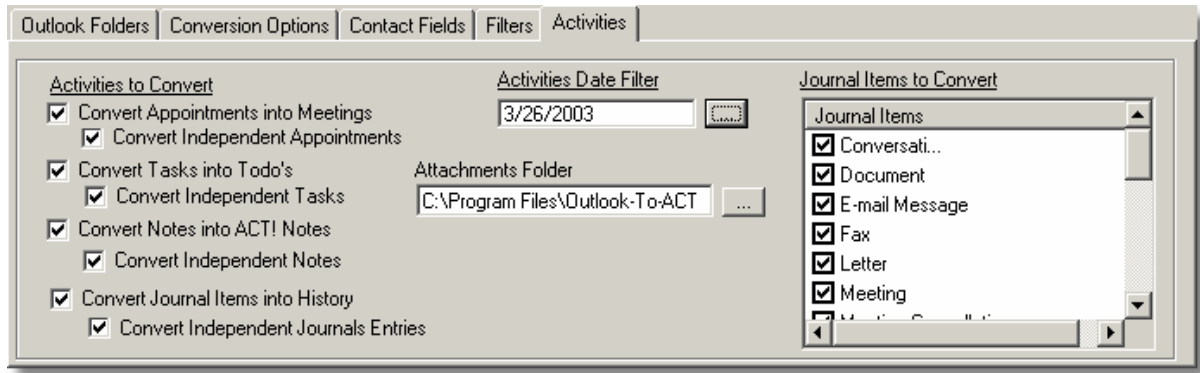 Outlook Folders
Conversion Options
Contact Fields
Filters
Activities
Activities to Convert
Convert Appointments into Meetings
Convert Independent Appointments
Convert Tasks into Todo's
Convert Independent Tasks
Convert Notes into ACT! Notes
Convert Independent Notes
Convert Journal Items into History
Convert Independent Journals Entries
Activities Date Filter
3/26/2003
....
Attachments Folder
C:\Program Files\Outlook-To-ACT
...
Journal Items to Convert
Journal Items
Conversati...
Document
E-mail Message
Fax
Letter
Meeting